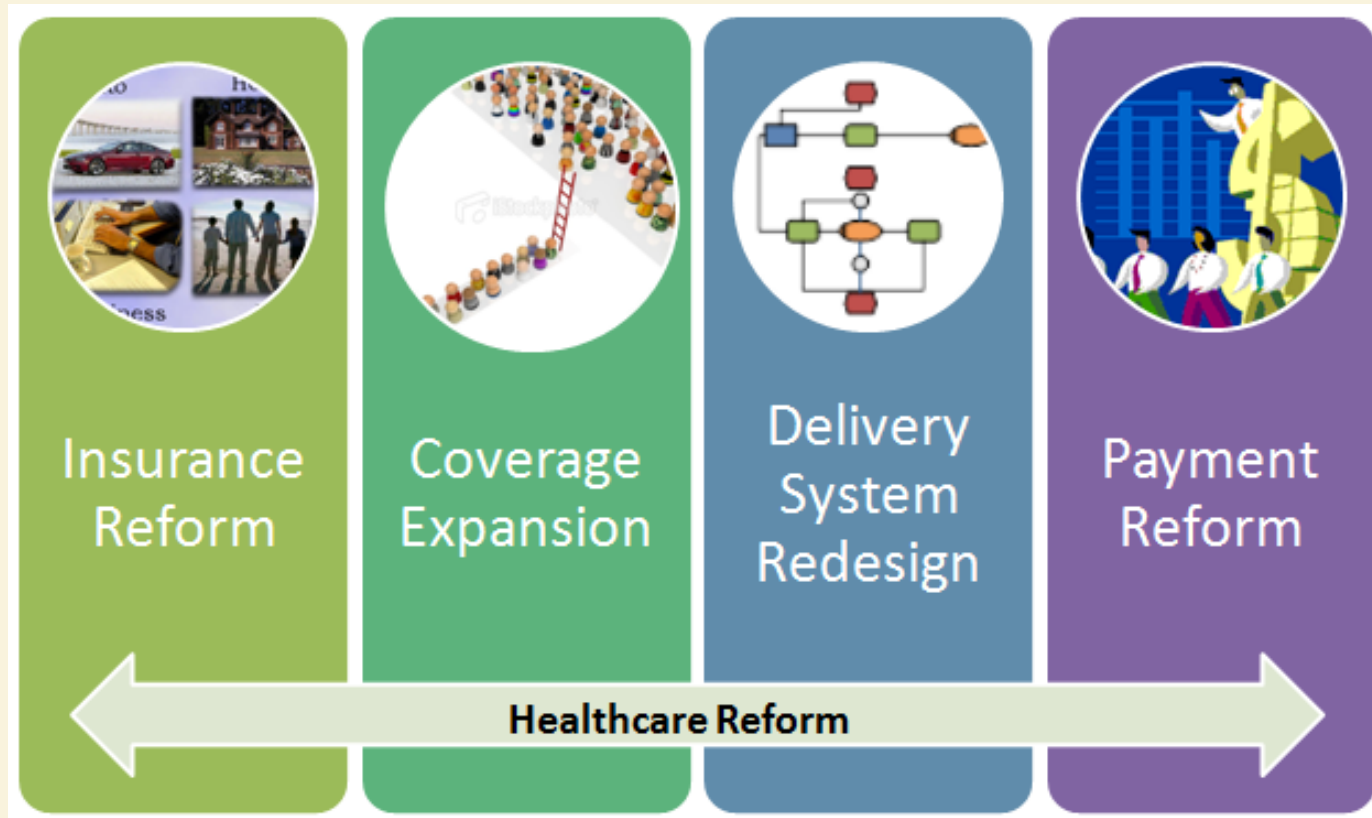 Insurance
Reform
Coverage
Expansion
Delivery
System
Redesign
Payment
Reform
Healthcare Reform